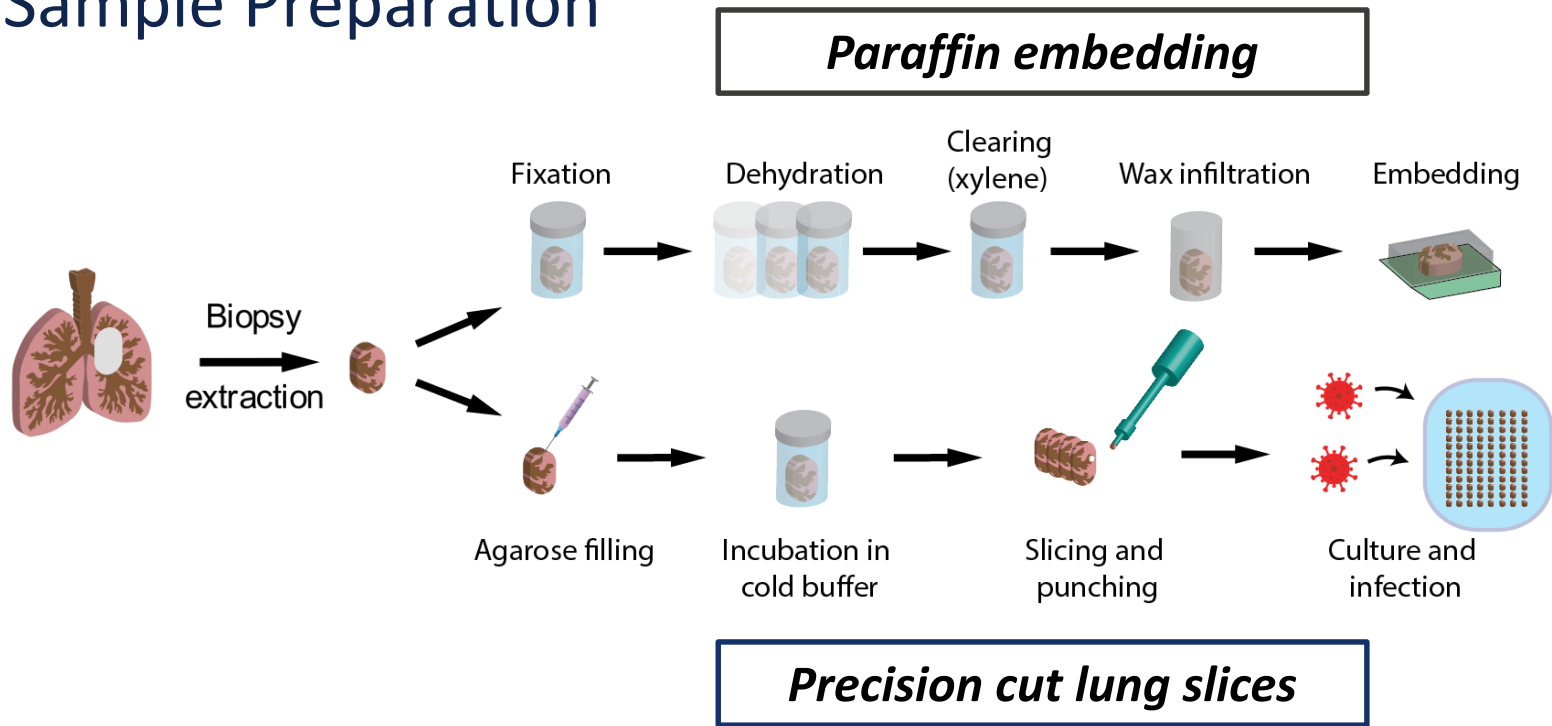 Sample Preparation
Paraffin embedding
Fixation
Dehydration
Clearing
(xylene)
Wax infiltration
Embedding
Biopsy
extraction
Agarose filling
Incubation in
cold buffer
Slicing and
punching
Culture and
infection
Precision cut lung slices